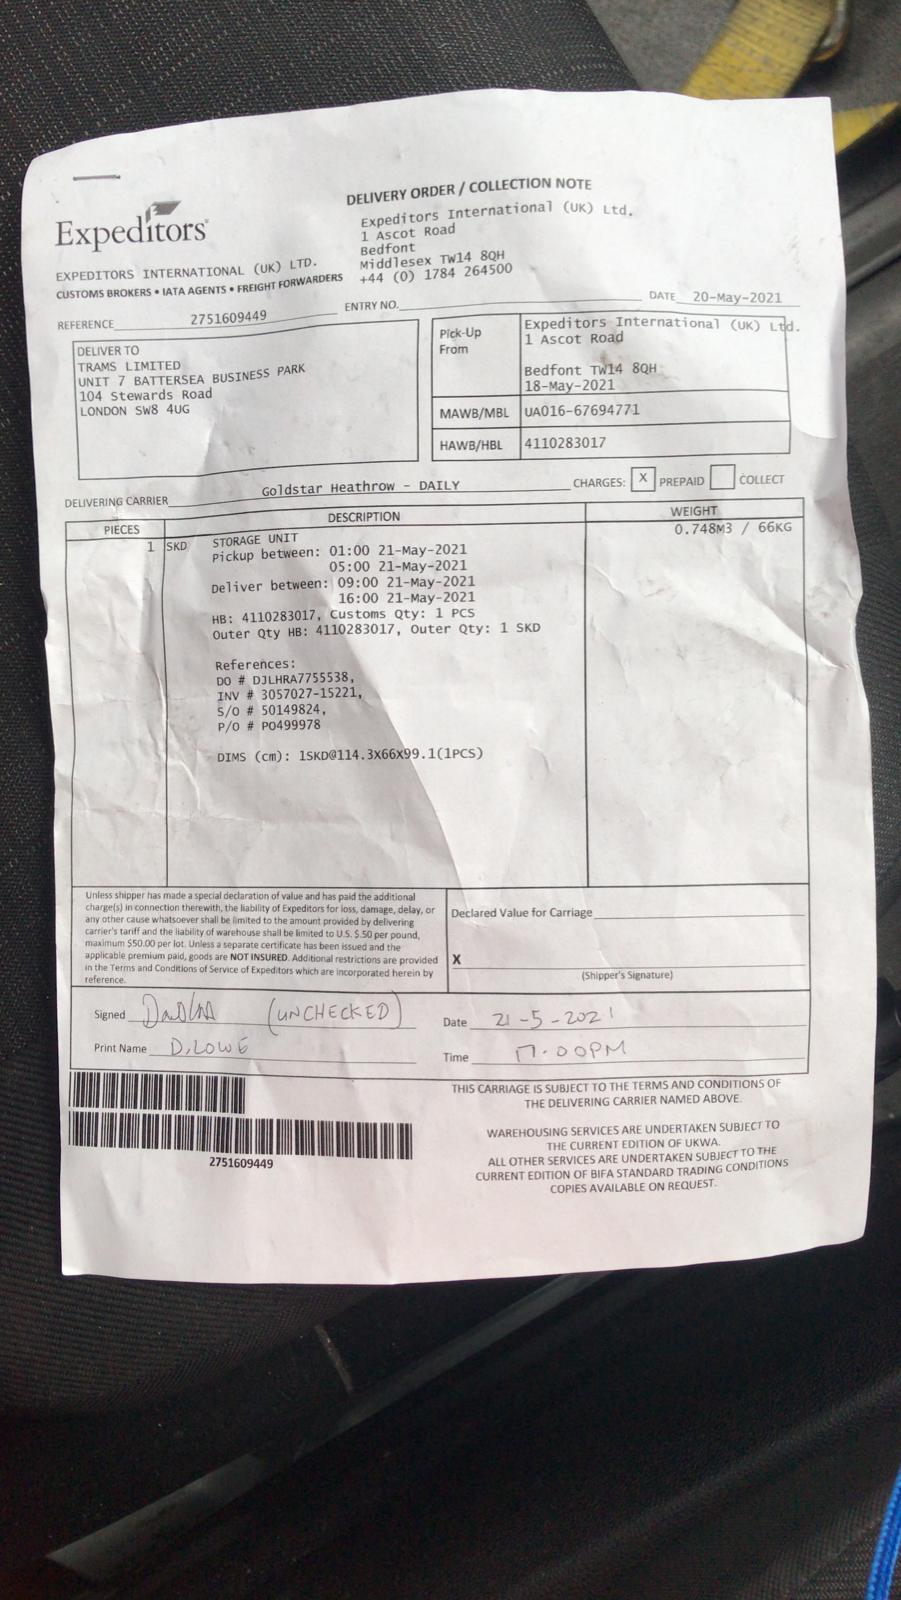 DELIVERY ORDER / COLLECTION NOTE
Expeditors
Expeditors International (UK) Ltd.
1 Ascot Road
Bedfont
Middlesex TW14 8QH
+44 (0) 1784 264500
EXPEDITORS INTERNATIONAL (UK) LTD.
CUSTOMS BROKERS • IATA AGENTS • FREIGHT FORWARDERS
REFERENCE 2751609449 ENTRY NO. DATE 20-May-2021
DELIVER TO
TRAMS LIMITED
UNIT 7 BATTERSEA BUSINESS PARK
104 Stewards Road
LONDON SW8 4UG
Pick-Up From
Expeditors International (UK) Ltd.
1 Ascot Road
Bedfont TW14 8QH
18-May-2021
MAWB/MBL UA016-67694771
HAWB/HBL 4110283017
DELIVERING CARRIER Goldstar Heathrow - DAILY CHARGES: X PREPAID COLLECT
PIECES DESCRIPTION WEIGHT
1 SKD STORAGE UNIT 0.748M3 / 66KG
Pickup between: 01:00 21-May-2021
05:00 21-May-2021
Deliver between: 09:00 21-May-2021
16:00 21-May-2021
HB: 4110283017, Customs Qty: 1 PCS
Outer Qty HB: 4110283017, Outer Qty: 1 SKD
References:
DO # DJLHRA7755538,
INV # 3057027-15221,
S/O # 50149824,
P/O # PO499978
DIMS (cm): 1SKD@114.3X66X99.1(1PCS)
Unless shipper has made a special declaration of value and has paid the additional
charge(s) in connection therewith, the liability of Expeditors for loss, damage, delay, or
any other cause whatsoever shall be limited to the amount provided by delivering
carrier's tariff and the liability of warehouse shall be limited to U.S. $.50 per pound,
maximum $50.00 per lot. Unless a separate certificate has been issued and the
applicable premium paid, goods are NOT INSURED. Additional restrictions are provided
in the Terms and Conditions of Service of Expeditors which are incorporated herein by
reference.
Declared Value for Carriage
X
(Shipper's Signature)
Signed (UNCHECKED)
Date 21-5-2021
Print Name D.LOWE
Time 17.00PM
THIS CARRIAGE IS SUBJECT TO THE TERMS AND CONDITIONS OF
THE DELIVERING CARRIER NAMED ABOVE.
WAREHOUSING SERVICES ARE UNDERTAKEN SUBJECT TO
THE CURRENT EDITION OF UKWA.
ALL OTHER SERVICES ARE UNDERTAKEN SUBJECT TO THE
CURRENT EDITION OF BIFA STANDARD TRADING CONDITIONS
COPIES AVAILABLE ON REQUEST.
2751609449